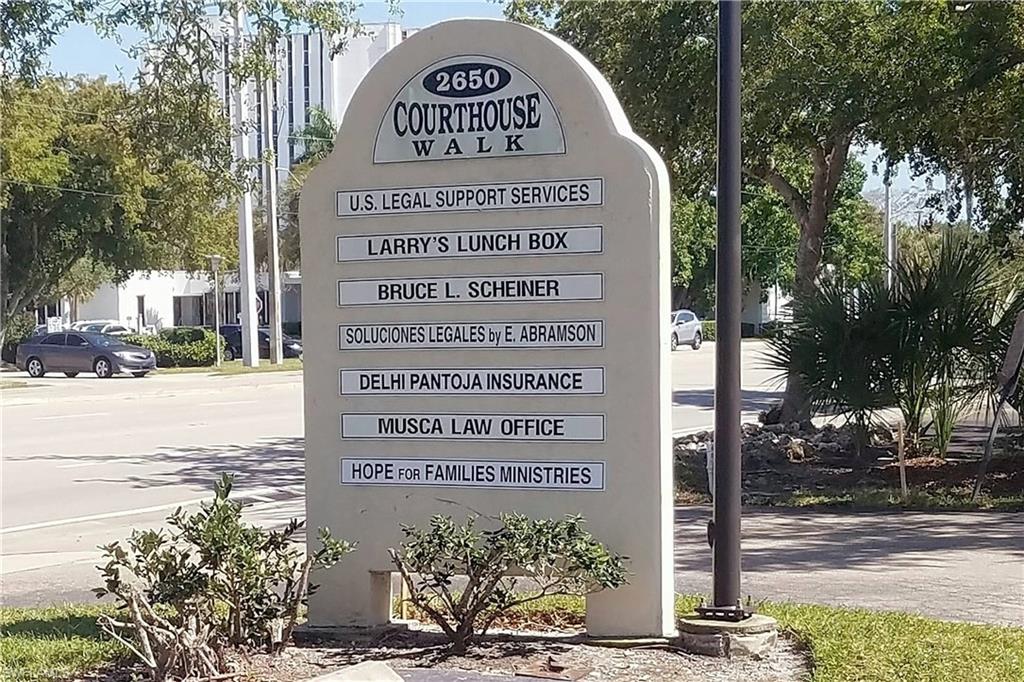 2650
COURTHOUSE
WALK
U.S. LEGAL SUPPORT SERVICES
LARRY'S LUNCH BOX
BRUCE L. SCHEINER
SOLUCIONES LEGALES by E. ABRAMSON
DELHI PANTOJA INSURANCE
MUSCA LAW OFFICE
HOPE FOR FAMILIES MINISTRIES